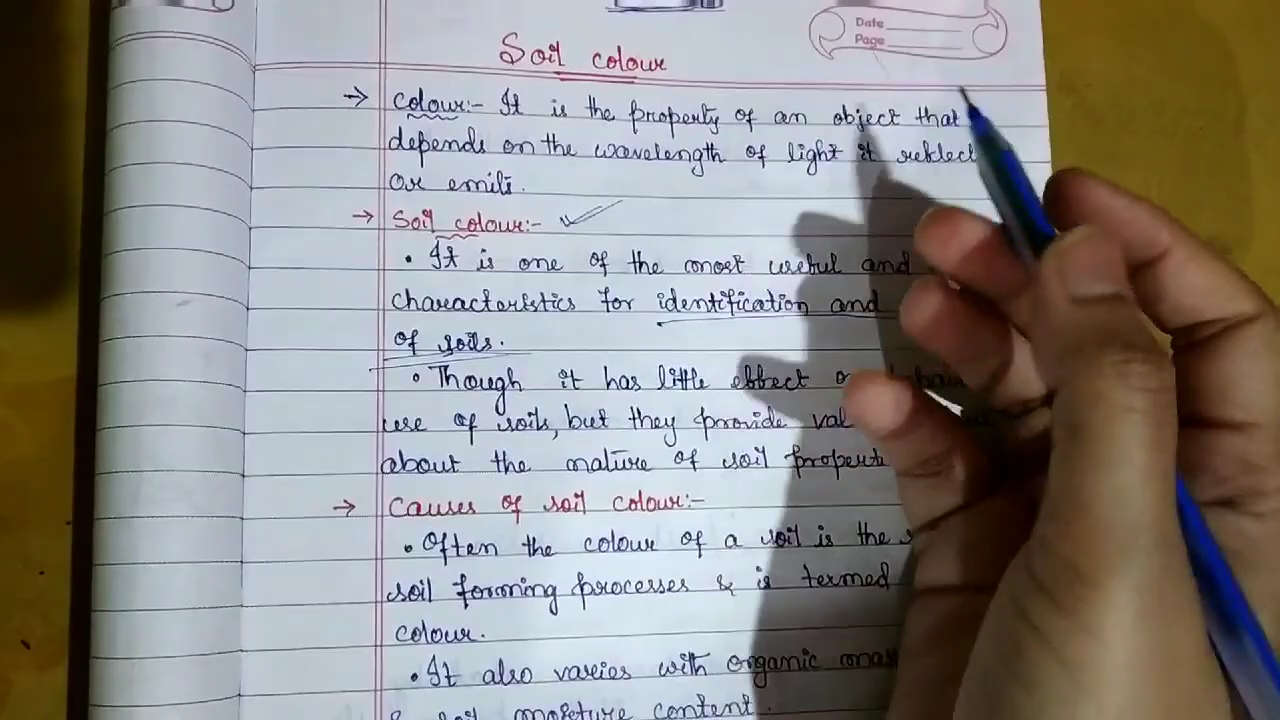 Date
Page
Soil colour
→ Colour:- It is the property of an object that
depends on the wavelength of light it reflect
or emits.
→ Soil colour:-
• It is one of the most useful and
characteristics for identification and
of soils.
• Though it has little effect
use of soils, but they provide val
about the nature of soil propert
→ Causes of soil colour:-
• Often the colour of a soil is the
soil forming processes & is termed
colour.
• It also varies with organic
& soil moisture content.